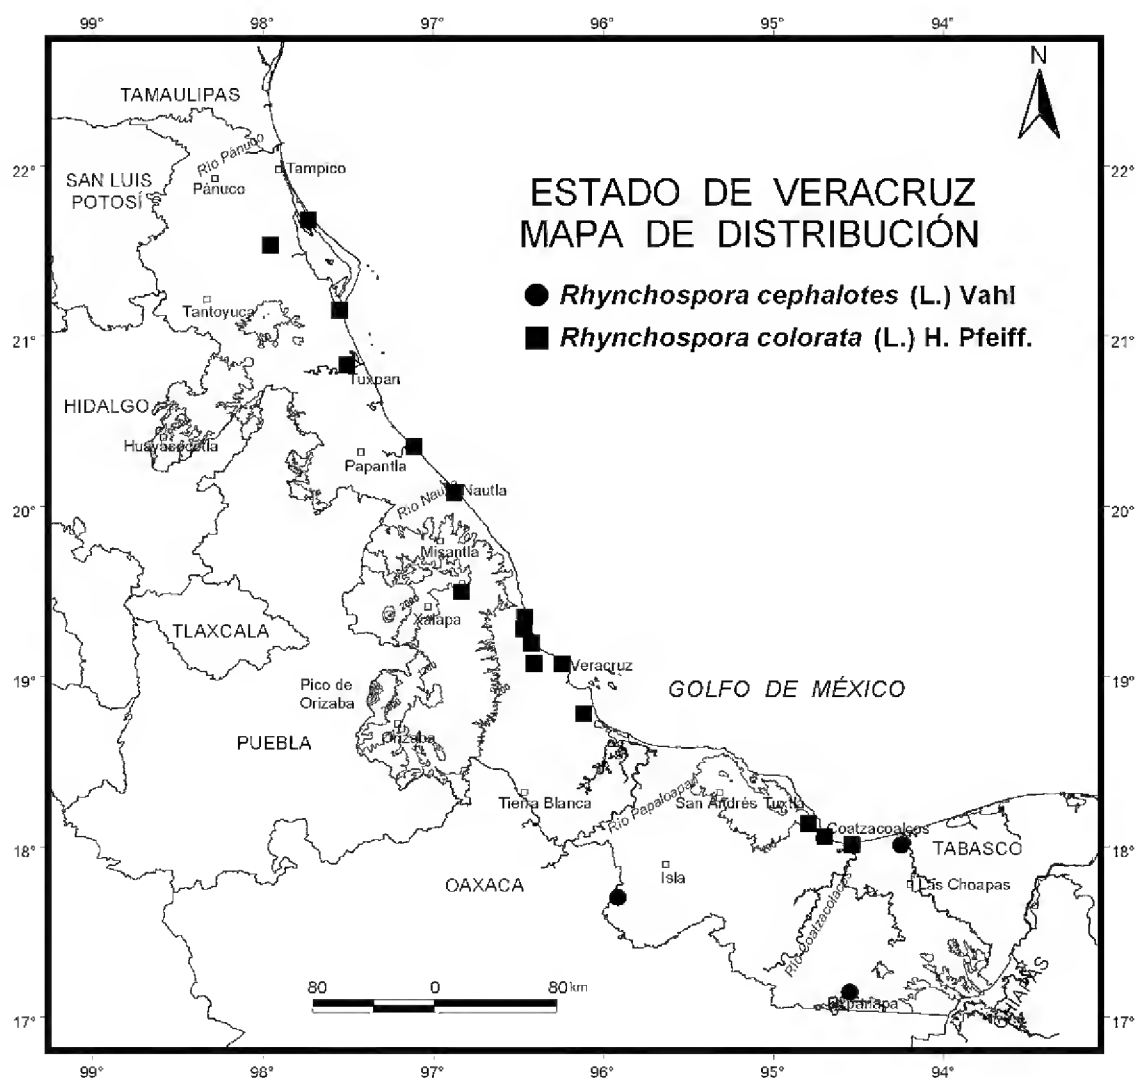 99° 98° 97° 96° 95° 94°
N
TAMAULIPAS
Río Pánuco
22° Tampico 22°
SAN LUIS
POTOSÍ
Pánuco
ESTADO DE VERACRUZ
MAPA DE DISTRIBUCIÓN
Rhynchospora cephalotes (L.) Vahl
Tantoyuca
Rhynchospora colorata (L.) H. Pfeiff.
21° 21°
Tuxpan
HIDALGO
Huayacocotla
Papantla
Río Nautla Nautla
20° 20°
Misantla
2000
Xalapa
TLAXCALA
Veracruz
19° 19°
Pico de
Orizaba
GOLFO DE MÉXICO
PUEBLA
Orizaba
Tierra Blanca
Río Papaloapan
San Andrés Tuxtla
Coatzacoalcos
18° TABASCO 18°
Isla
OAXACA
Las Choapas
Río Coatzacoalcos
CHIAPAS
80 0 80 km
Uxpanapa
17° 17°
99° 98° 97° 96° 95° 94°